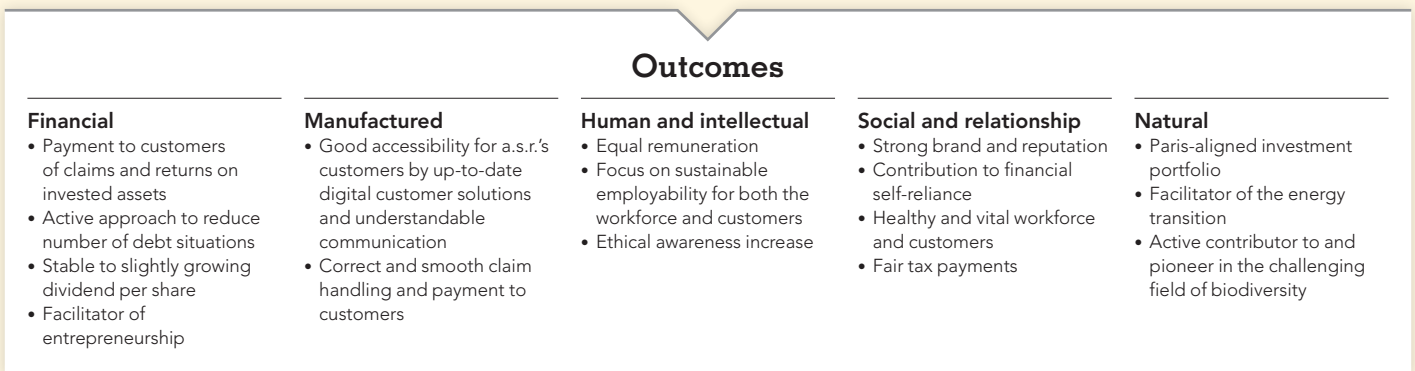 Outcomes
Financial
• Payment to customers
of claims and returns on
invested assets
• Active approach to reduce
number of debt situations
• Stable to slightly growing
dividend per share
• Facilitator of
entrepreneurship
Manufactured
• Good accessibility for a.s.r.'s
customers by up-to-date
digital customer solutions
and understandable
communication
• Correct and smooth claim
handling and payment to
customers
Human and intellectual
• Equal remuneration
• Focus on sustainable
employability for both the
workforce and customers
• Ethical awareness increase
Social and relationship
• Strong brand and reputation
• Contribution to financial
self-reliance
• Healthy and vital workforce
and customers
• Fair tax payments
Natural
• Paris-aligned investment
portfolio
• Facilitator of the energy
transition
• Active contributor to and
pioneer in the challenging
field of biodiversity